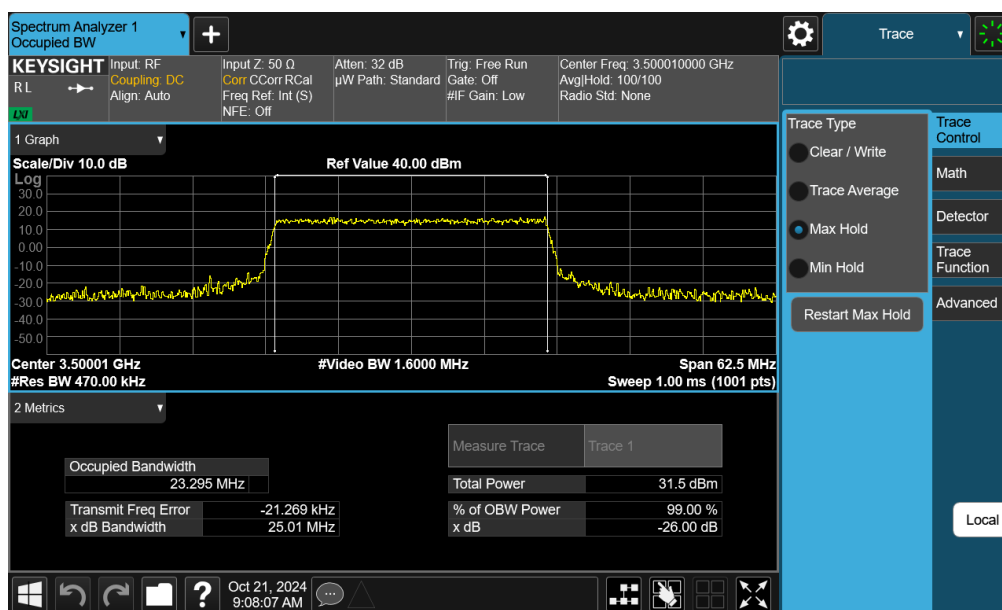 Spectrum Analyzer 1
Occupied BW
Trace
KEYSIGHT
RL
LXI
Input: RF
Coupling: DC
Align: Auto
Input Z: 50 Ω
Corr CCorr RCal
Freq Ref: Int (S)
NFE: Off
Atten: 32 dB
µW Path: Standard
Trig: Free Run
Gate: Off
#IF Gain: Low
Center Freq: 3.500010000 GHz
Avg|Hold: 100/100
Radio Std: None
1 Graph
Scale/Div 10.0 dB
Ref Value 40.00 dBm
Log
30.0
20.0
10.0
0.00
-10.0
-20.0
-30.0
-40.0
-50.0
Center 3.50001 GHz
#Video BW 1.6000 MHz
Span 62.5 MHz
#Res BW 470.00 kHz
Sweep 1.00 ms (1001 pts)
2 Metrics
Measure Trace Trace 1
Occupied Bandwidth
23.295 MHz
Total Power 31.5 dBm
Transmit Freq Error -21.269 kHz
% of OBW Power 99.00 %
x dB Bandwidth 25.01 MHz
x dB -26.00 dB
Trace Type
Clear / Write
Trace Average
Max Hold
Min Hold
Restart Max Hold
Trace
Control
Math
Detector
Trace
Function
Advanced
Local
?
Oct 21, 2024
9:08:07 AM